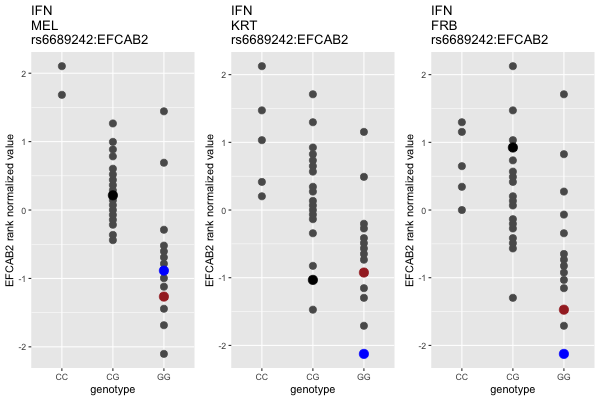 IFN
MEL
rs6689242:EFCAB2
EFCAB2 rank normalized value
2
1
0
-1
-2
CC CG GG
genotype
IFN
KRT
rs6689242:EFCAB2
EFCAB2 rank normalized value
2
1
0
-1
-2
CC CG GG
genotype
IFN
FRB
rs6689242:EFCAB2
EFCAB2 rank normalized value
2
1
0
-1
-2
CC CG GG
genotype